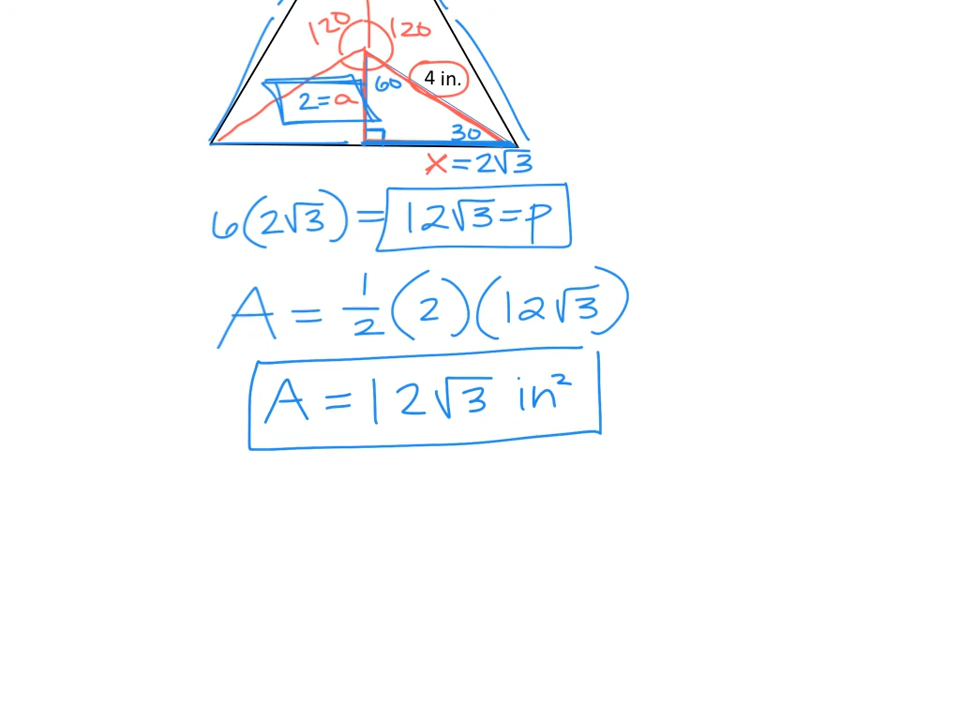 120 120
60 4 in.
2=a
30
x=2√3
6(2√3)= 12√3=p
A = 1/2 (2)(12√3)
A = 12√3 in²